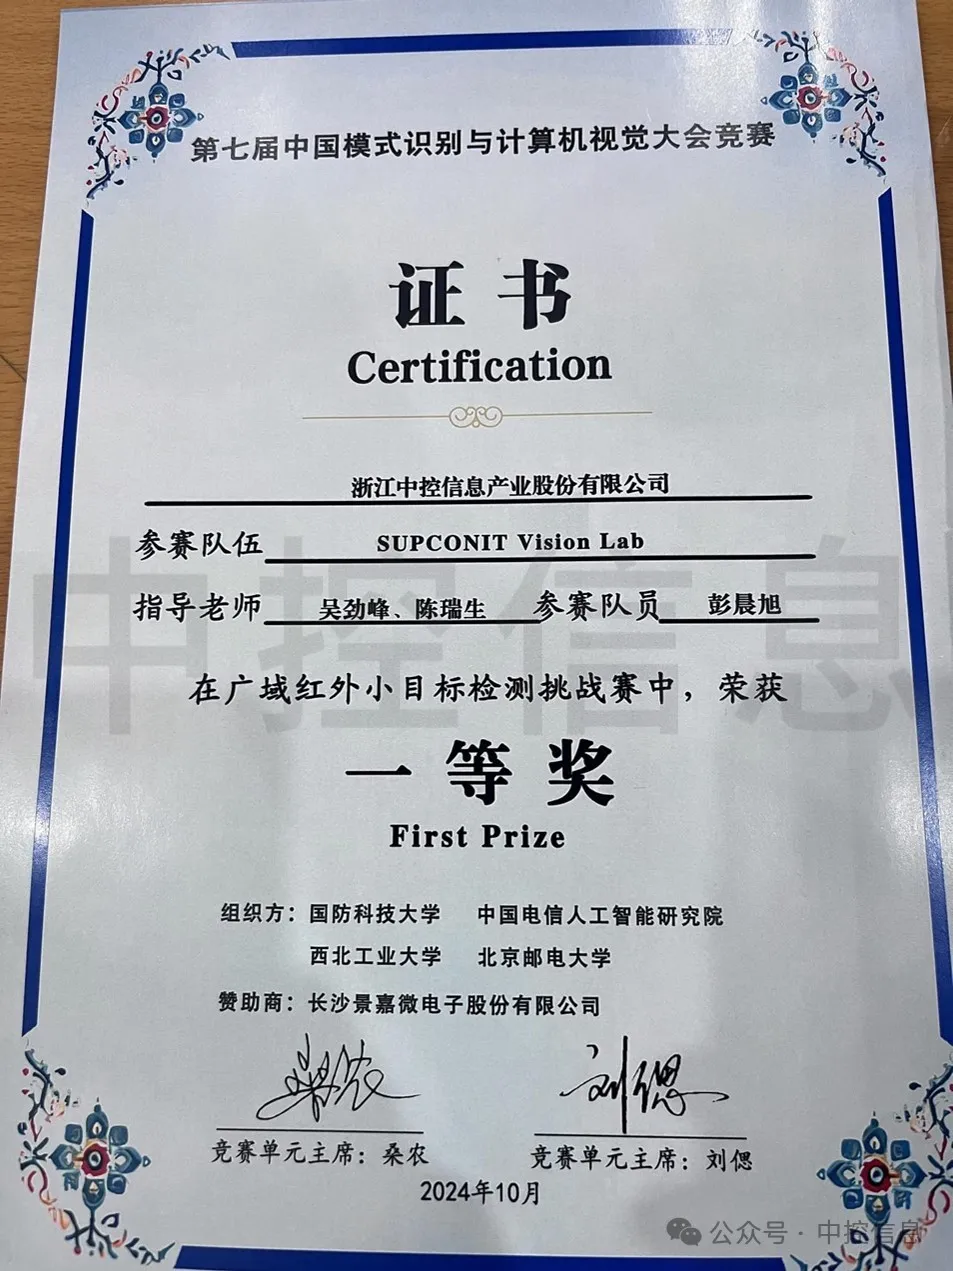 第七届中国模式识别与计算机视觉大会竞赛
证书
Certification
浙江中控信息产业股份有限公司
参赛队伍 SUPCONIT Vision Lab
指导老师 吴劲峰、陈瑞生 参赛队员 彭晨旭
在广域红外小目标检测挑战赛中，荣获
一等奖
First Prize
组织方：国防科技大学 中国电信人工智能研究院
西北工业大学 北京邮电大学
赞助商：长沙景嘉微电子股份有限公司
桑农 刘偲
竞赛单元主席：桑农 竞赛单元主席：刘偲
2024年10月
中控信息
公众号·中控信息